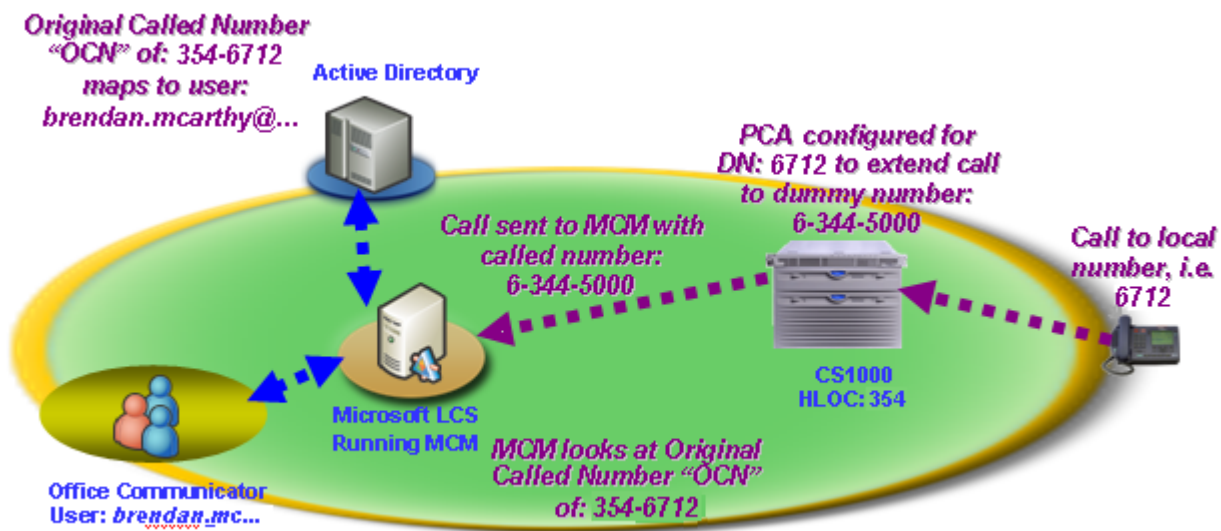 Original Called Number
“OCN” of: 354-6712
maps to user:
brendan.mcarthy@...
Active Directory
PCA configured for
DN: 6712 to extend call
to dummy number:
6-344-5000
Call sent to MCM with
called number:
6-344-5000
Call to local
number, i.e.
6712
CS1000
HLOC: 354
Microsoft LCS
Running MCM
MCM looks at Original
Called Number “OCN”
of: 354-6712
Office Communicator
User: brendan.mc...